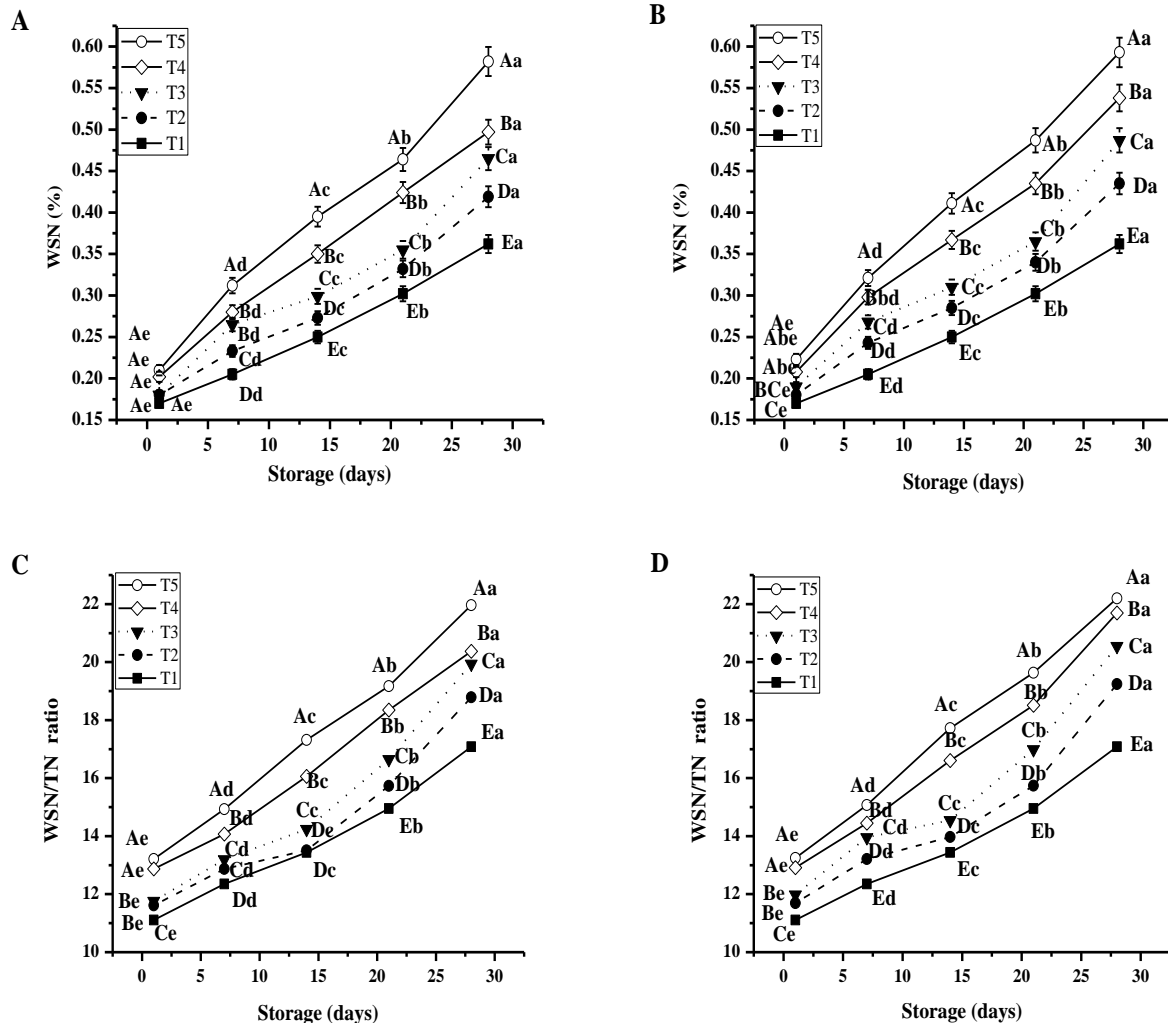 A
T5
T4
T3
T2
T1
WSN (%)
0.60
0.55
0.50
0.45
0.40
0.35
0.30
0.25
0.20
0.15
Aa
Ba
Ca
Da
Ea
Ab
Bb
Cb
Db
Eb
Ac
Bc
Cc
Dc
Ec
Ad
Bd
Bd
Cd
Dd
Ae
Ae
Ae
Ae
Ae
0 5 10 15 20 25 30
Storage (days)
B
T5
T4
T3
T2
T1
WSN (%)
0.60
0.55
0.50
0.45
0.40
0.35
0.30
0.25
0.20
0.15
Aa
Ba
Ca
Da
Ea
Ab
Bb
Cb
Db
Eb
Ac
Bc
Cc
Dc
Ec
Ad
Bbd
Cd
Dd
Ed
Ae
Abe
Abe
BCe
Ce
0 5 10 15 20 25 30
Storage (days)
C
T5
T4
T3
T2
T1
WSN/TN ratio
22
20
18
16
14
12
10
Aa
Ba
Ca
Da
Ea
Ab
Bb
Cb
Db
Eb
Ac
Bc
Cc
Dc
Ad
Bd
Cd
Cd
Dd
Ae
Ae
Be
Be
Ce
0 5 10 15 20 25 30
Storage (days)
D
T5
T4
T3
T2
T1
WSN/TN ratio
22
20
18
16
14
12
10
Aa
Ba
Ca
Da
Ea
Ab
Bb
Cb
Db
Eb
Ac
Bc
Cc
Dc
Ec
Ad
Bd
Cd
Dd
Ed
Ae
Ae
Be
Be
Ce
0 5 10 15 20 25 30
Storage (days)